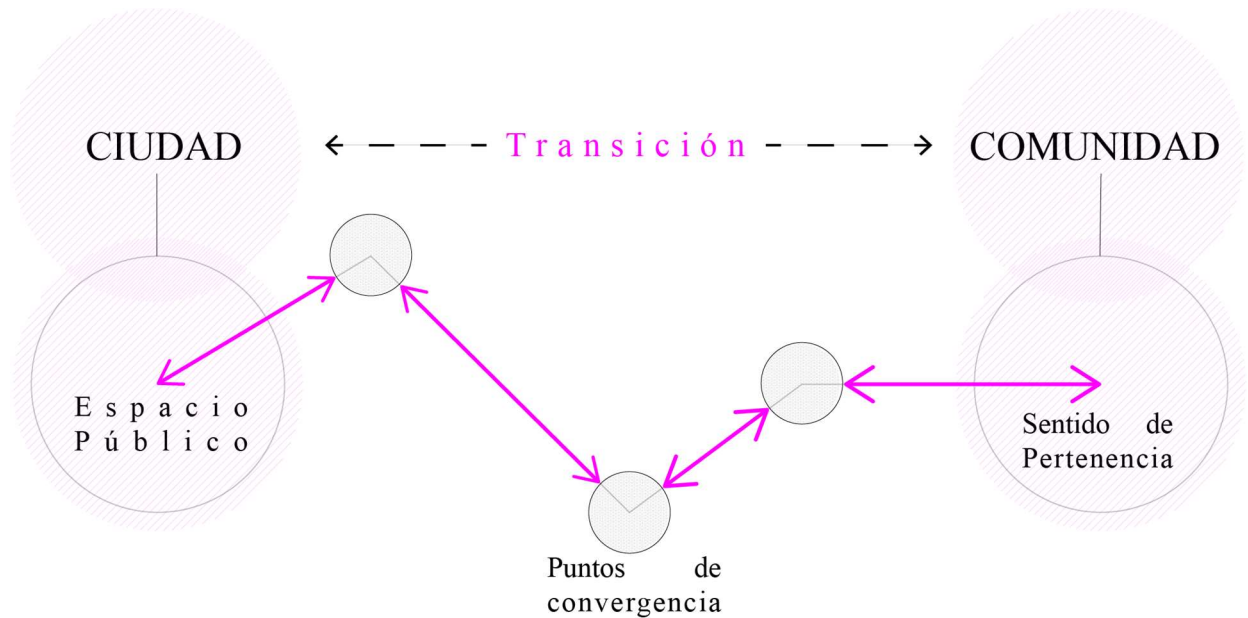 CIUDAD
Transición
COMUNIDAD
Espacio
Público
Sentido de
Pertenencia
Puntos de
convergencia